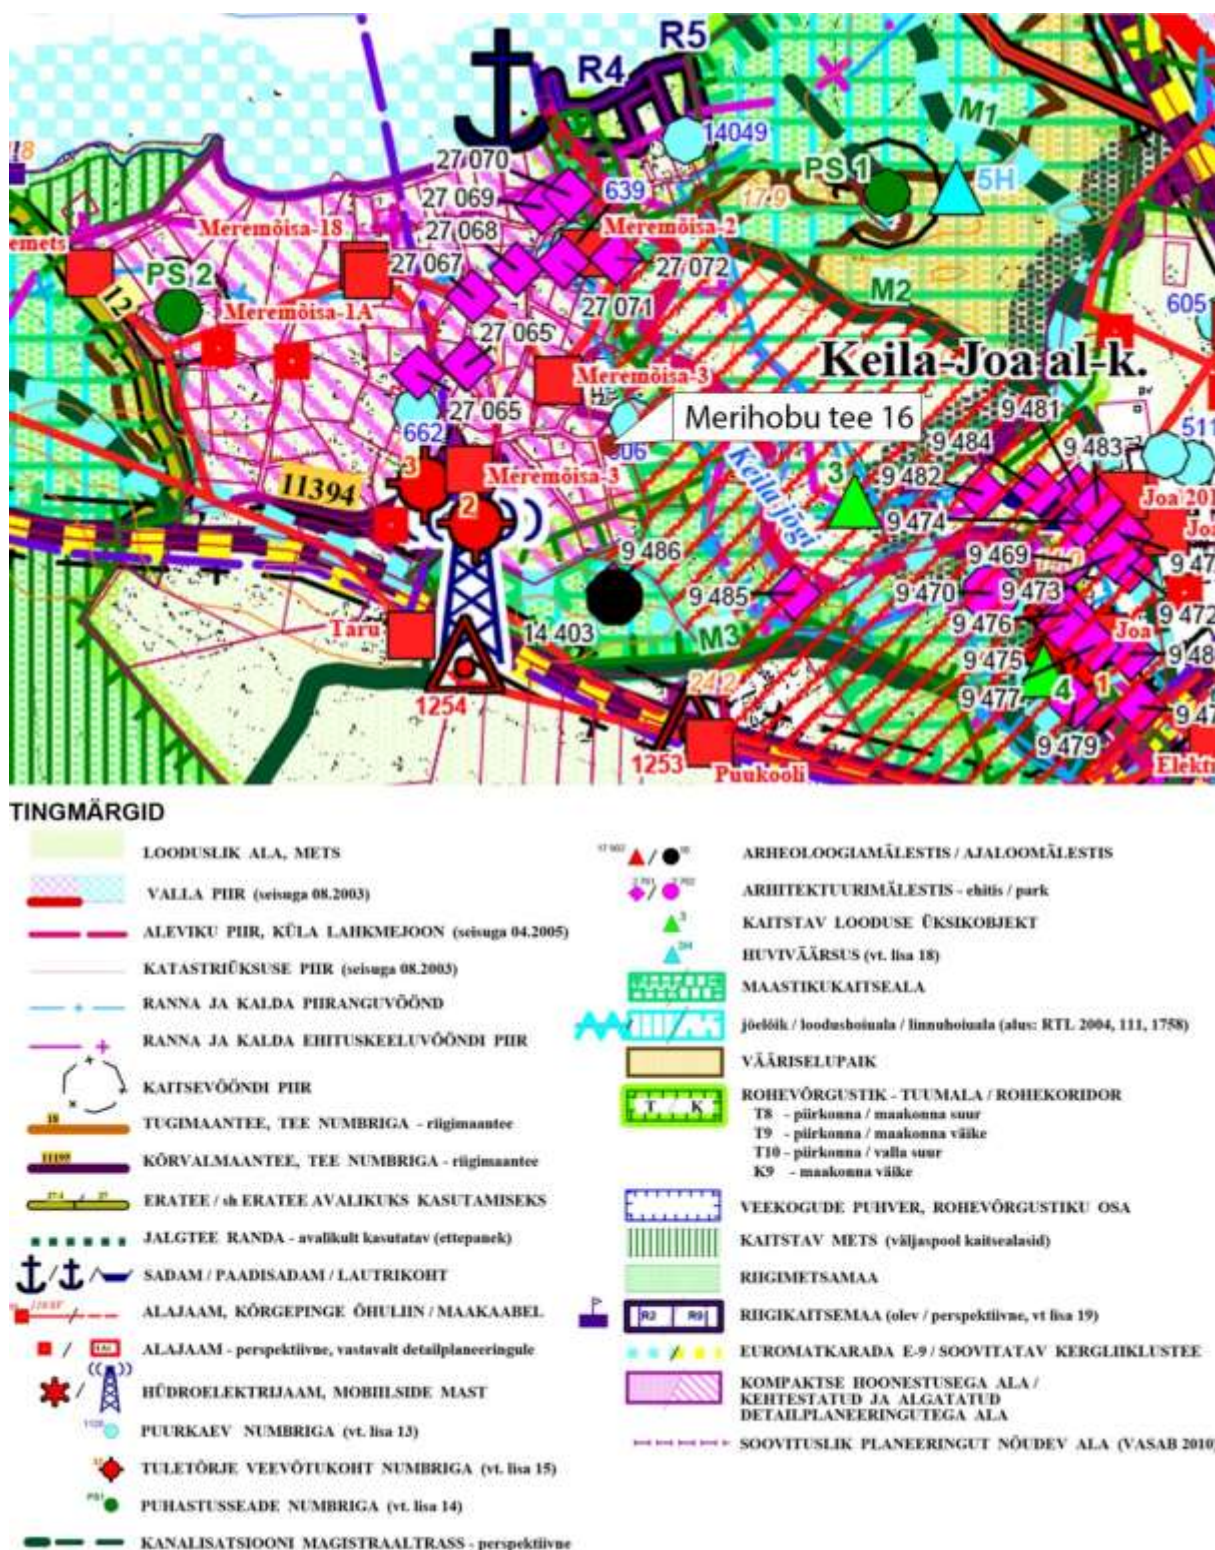 R5
R4
M1
14049
27 070
PS 1
5H
639
27 069
17 9
Meremõisa-18
27 068
Meremõisa-2
emets
27 067
27 072
PS 2
M2
12
605
Meremõisa-1A
27 071
27 065
Keila-Joa al-k.
Meremõisa-3
9 481
27 065
Merihobu tee 16
511
662
9 484
9 483
06
3
9 482
3
Meremõisa-3
11394
Keila jõgi
2
9 474
9 486
9 469
9 485
9 470
9 473
9 472
Taru
14 403
9 476
Joa
M3
9 475
24 2
4
1
1254
9 477
9 479
1253
Puukooli
TINGMÄRGID
LOODUSLIK ALA, METS
VALLA PIIR (seisuga 08.2003)
ALEVIKU PIIR, KÜLA LAHKMEJOON (seisuga 04.2005)
KATASTRIÜKSUSE PIIR (seisuga 08.2003)
RANNA JA KALDA PIIRANGUVÖÖND
RANNA JA KALDA EHITUSKEELUVÖÖNDI PIIR
KAITSEVÖÖNDI PIIR
18
TUGIMAANTEE, TEE NUMBRIGA - riigimaantee
KÕRVALMAANTEE, TEE NUMBRIGA - riigimaantee
ERATEE / sh ERATEE AVALIKUKS KASUTAMISEKS
JALGTEE RANDA - avalikult kasutatav (ettepanek)
SADAM / PAADISADAM / LAUTRIKOHT
ALAJAAM, KÕRGEPINGE ÕHULIIN / MAAKAABEL
ALAJAAM - perspektiivne, vastavalt detailplaneeringule
HÜDROELEKTRIJAAM, MOBIILSIDE MAST
PUURKAEV NUMBRIGA (vt. lisa 13)
TULETÕRJE VEEVÕTUKOHT NUMBRIGA (vt. lisa 15)
PS1
PUHASTUSSEADE NUMBRIGA (vt. lisa 14)
KANALISATSIOONI MAGISTRAALTRASS - perspektiivne
ARHEOLOOGIAMÄLESTIS / AJALOOMÄLESTIS
ARHITEKTUURIMÄLESTIS - ehitis / park
3
KAITSTAV LOODUSE ÜKSIKOBJEKT
HUVIVÄÄRSUS (vt. lisa 18)
MAASTIKUKAITSEALA
jõelõik / loodushoiuala / linnuhoiuala (alus: RTL 2004, 111, 1758)
VÄÄRISELUPAIK
T / K
ROHEVÕRGUSTIK - TUUMALA / ROHEKORIDOR
T8 - piirkonna / maakonna suur
T9 - piirkonna / maakonna väike
T10 - piirkonna / valla suur
K9 - maakonna väike
VEEKOGUDE PUHVER, ROHEVÕRGUSTIKU OSA
KAITSTAV METS (väljaspool kaitsealasid)
RIIGIMETSAMAA
RIIGIKAITSEMAA (olev / perspektiivne, vt lisa 19)
EUROMATKARADA E-9 / SOOVITATAV KERGLIIKLUSTEE
KOMPAKTSE HOONESTUSEGA ALA /
KEHTESTATUD JA ALGATATUD
DETAILPLANEERINGUTEGA ALA
SOOVITUSLIK PLANEERINGUT NÕUDEV ALA (VASAB 2010)